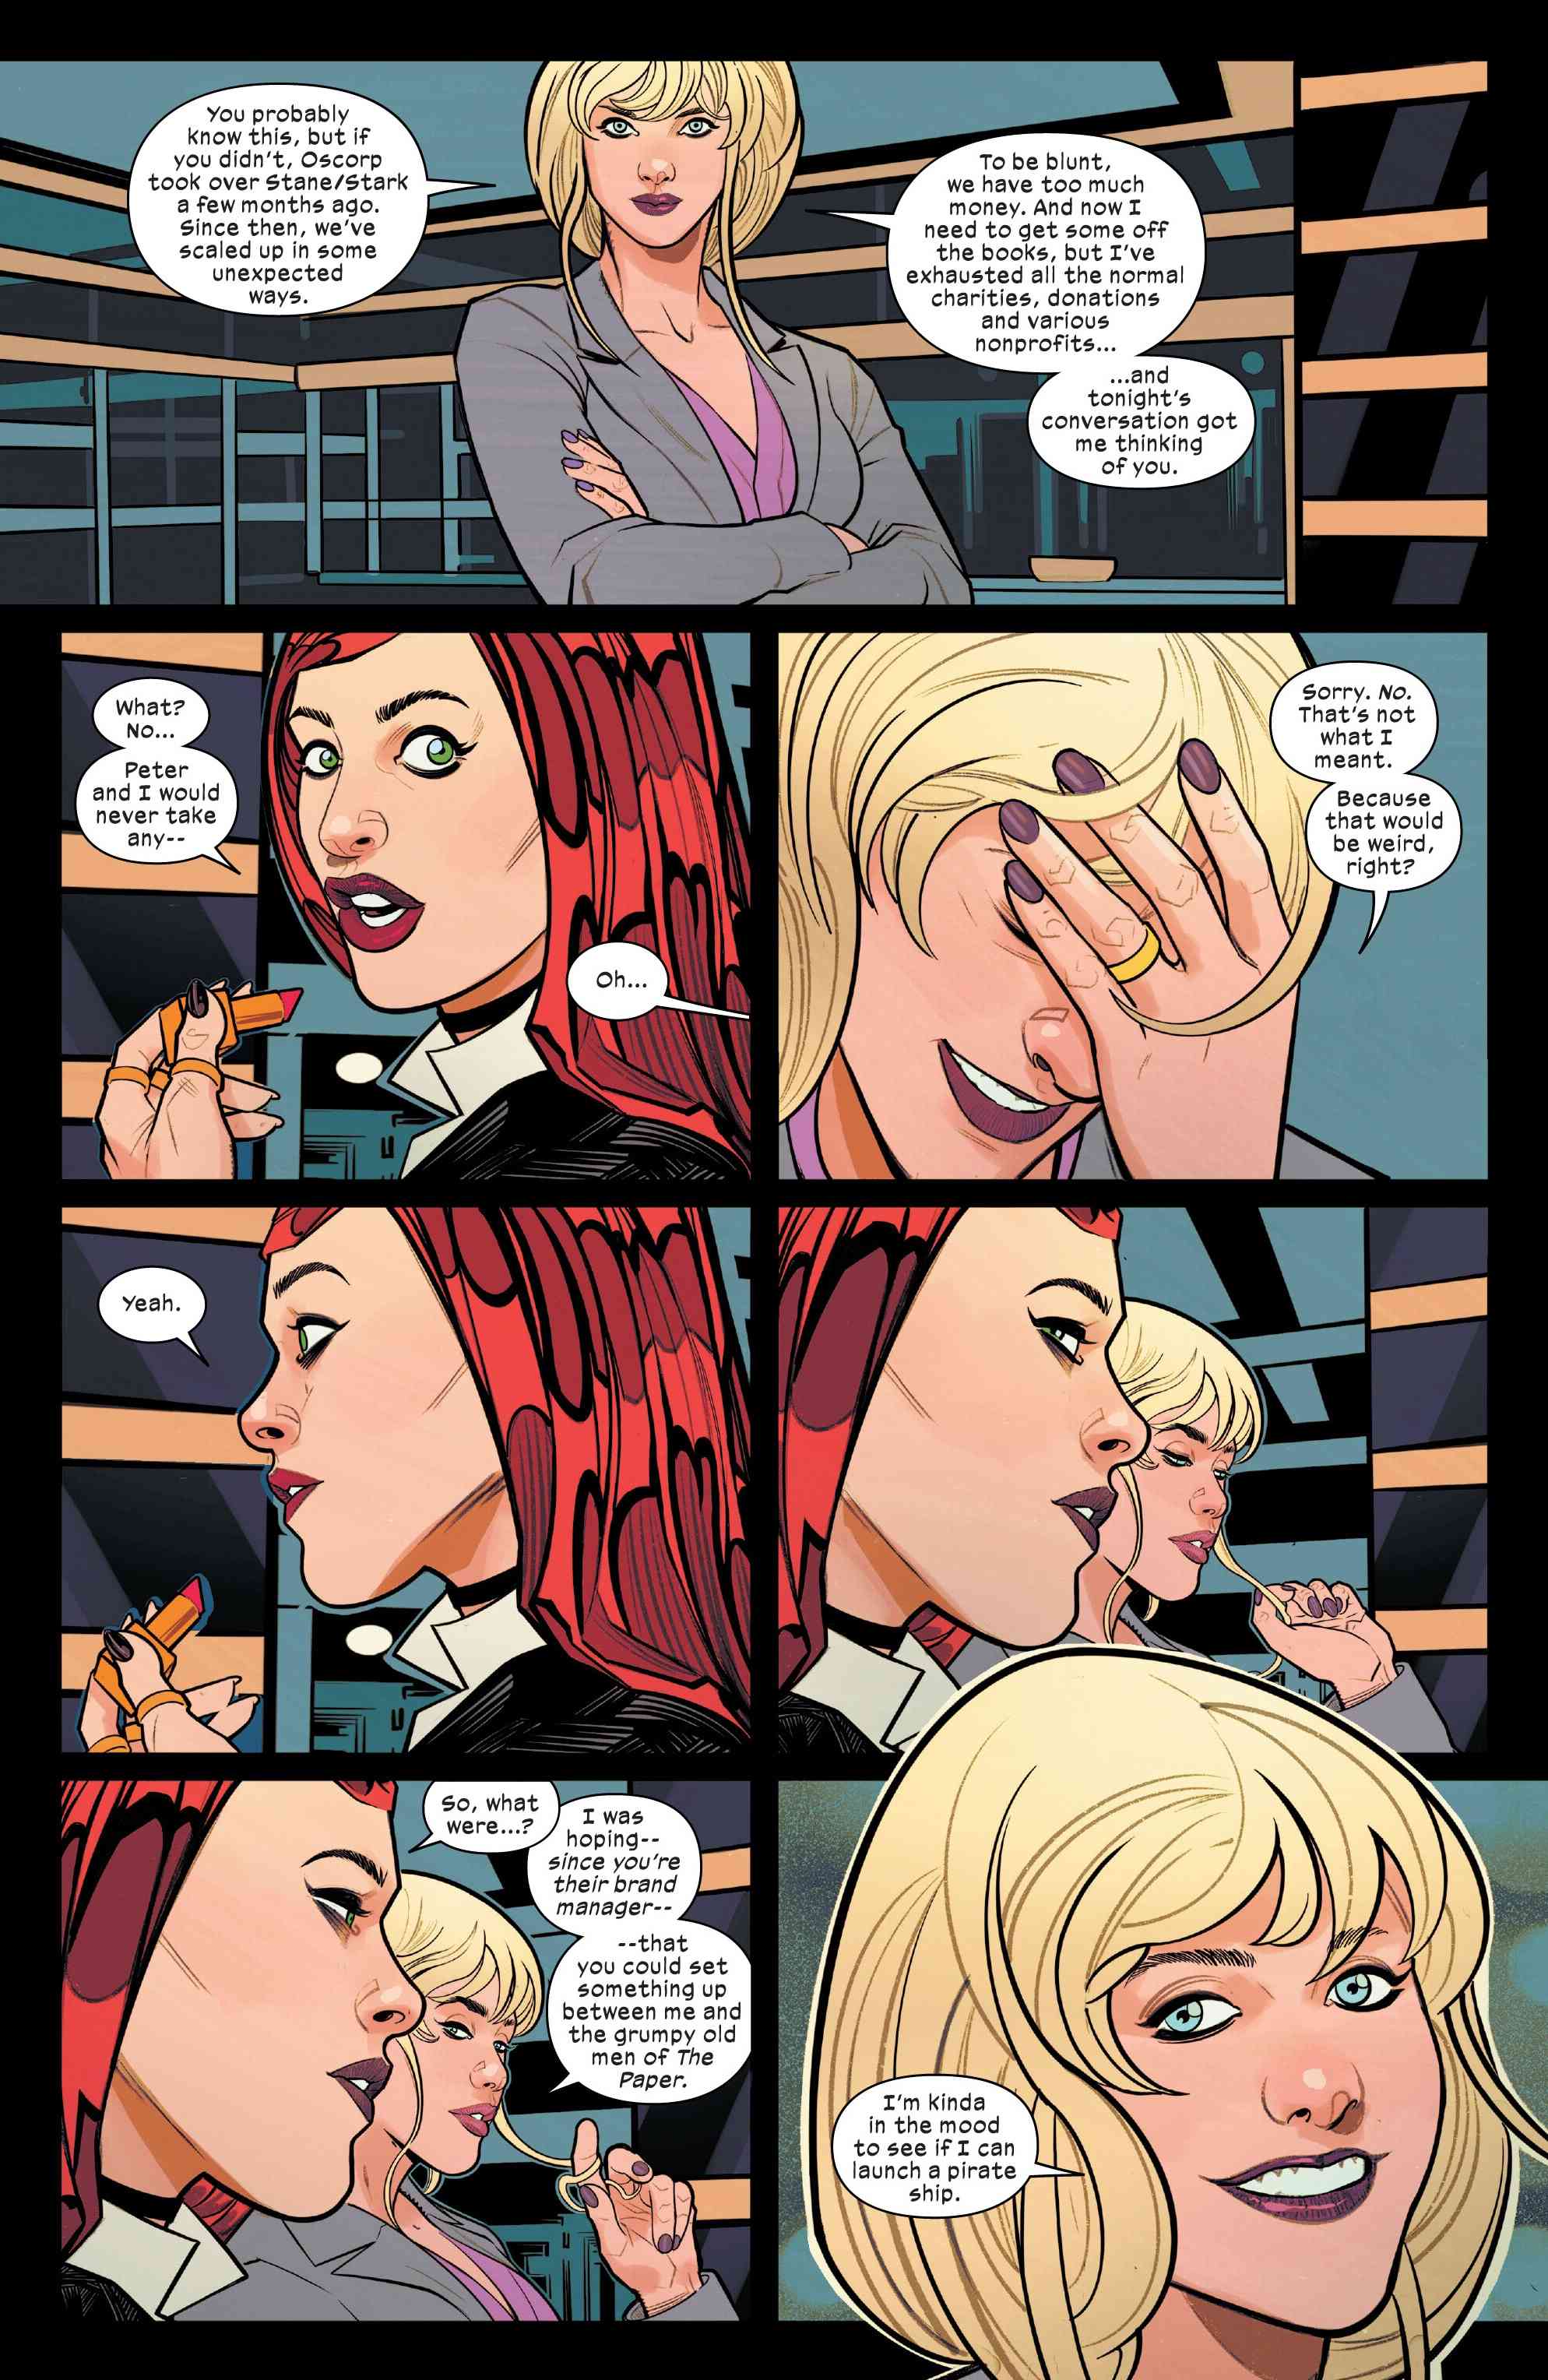 You probably
know this, but if
you didn't, Oscorp
took over Stane/Stark
a few months ago.
Since then, we've
scaled up in some
unexpected
ways.
To be blunt,
we have too much
money. And now I
need to get some off
the books, but I've
exhausted all the normal
charities, donations
and various
nonprofits...
...and
tonight's
conversation got
me thinking
of you.
What?
No...
Peter
and I would
never take
any--
Oh...
Sorry. No.
That's not
what I
meant.
Because
that would
be weird,
right?
Yeah.
So, what
were...?
I was
hoping--
since you're
their brand
manager--
--that
you could set
something up
between me and
the grumpy old
men of The
Paper.
I'm kinda
in the mood
to see if I can
launch a pirate
ship.